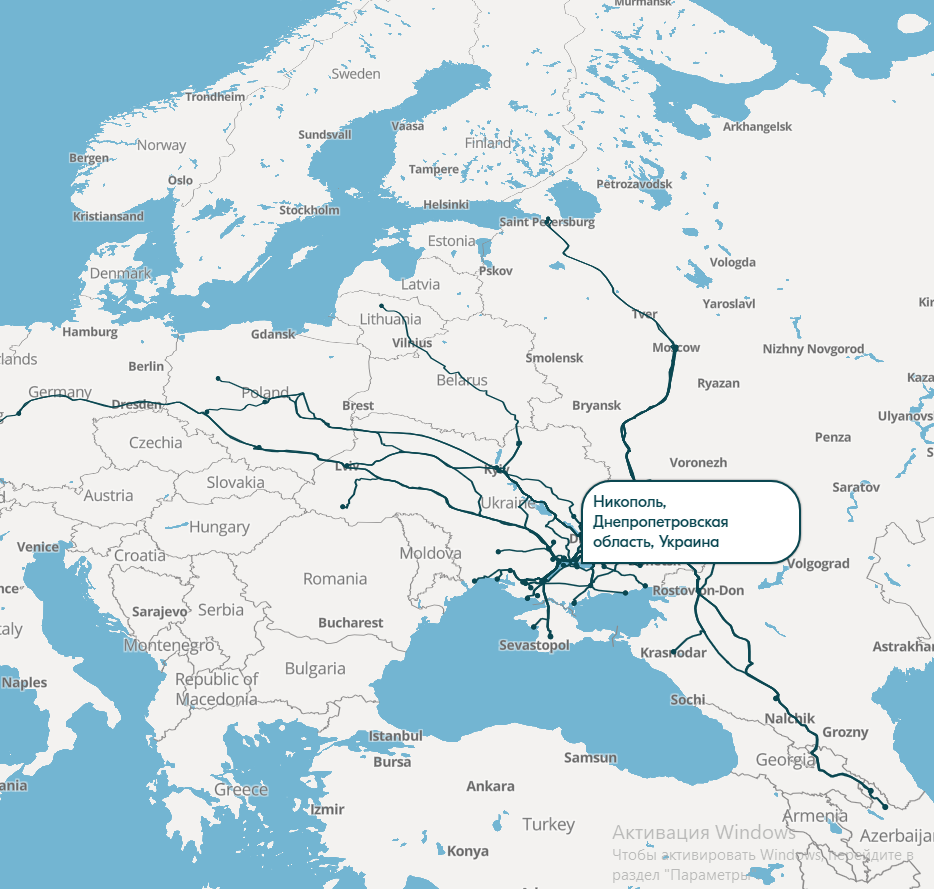 Murmansk
Sweden
Trondheim
Arkhangelsk
Vaasa
Sundsvall
Finland
Norway
Bergen
Tampere
Oslo
Petrozavodsk
Helsinki
Stockholm
Kristiansand
Saint Petersburg
Estonia
Vologda
Pskov
Denmark
Latvia
Yaroslavl
Tver
Lithuania
Hamburg
Gdansk
Vilnius
Moscow
Nizhny Novgorod
Smolensk
Berlin
Belarus
Ryazan
Germany
Poland
Dresden
Brest
Bryansk
Penza
Czechia
Voronezh
Lviv
Kyiv
Slovakia
Saratov
Austria
Ukraine
Никополь,
Днепропетровская
область, Украина
Hungary
Venice
Croatia
Moldova
Volgograd
Romania
Rostov-on-Don
Sarajevo
Serbia
Bucharest
Montenegro
Sevastopol
Krasnodar
Bulgaria
Republic of
Macedonia
Naples
Sochi
Nalchik
Grozny
Istanbul
Bursa
Samsun
Georgia
Greece
Ankara
Izmir
Armenia
Turkey
Активация Windows
Konya
Чтобы активировать Windows, перейдите в
раздел "Параметры